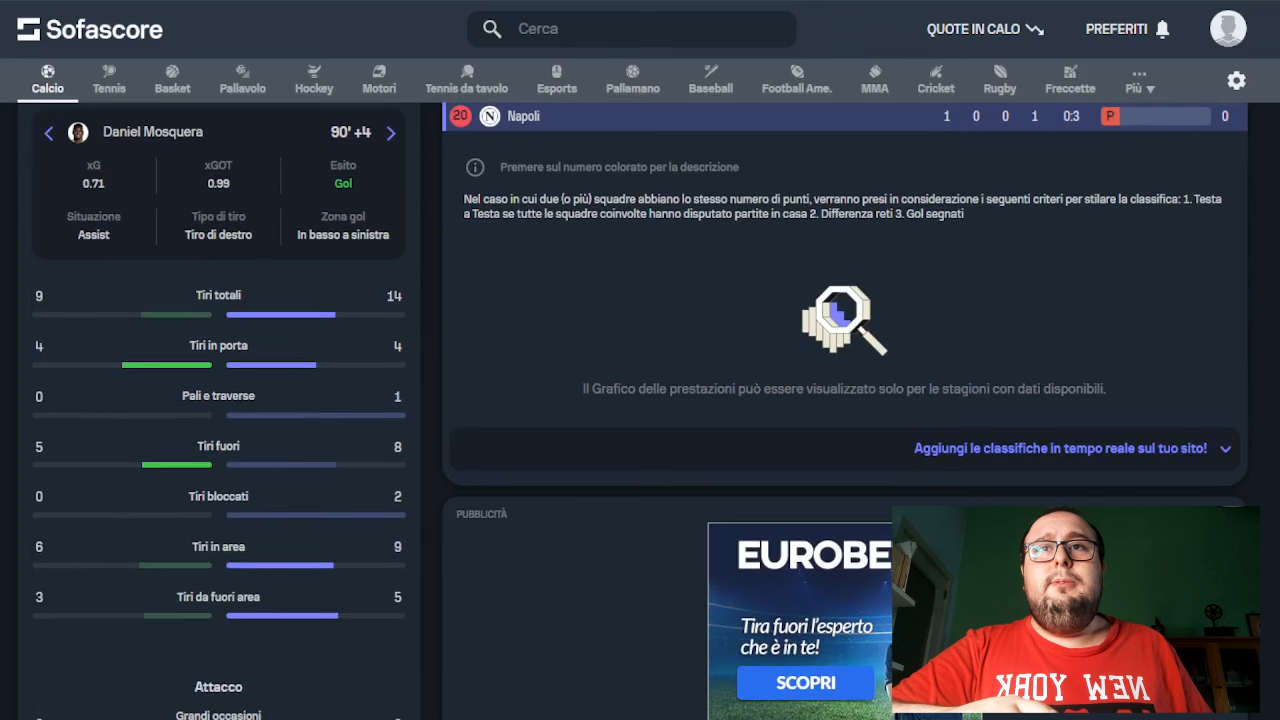 Sofascore
Cerca
QUOTE IN CALO
PREFERITI
Calcio
Tennis
Basket
Pallavolo
Hockey
Motori
Tennis da tavolo
Esports
Pallamano
Baseball
Football Ame.
MMA
Cricket
Rugby
Freccette
Più
Daniel Mosquera 90' +4
xG xGOT Esito
0.71 0.99 Gol
Situazione Tipo di tiro Zona gol
Assist Tiro di destro In basso a sinistra
9 Tiri totali 14
4 Tiri in porta 4
0 Pali e traverse 1
5 Tiri fuori 8
0 Tiri bloccati 2
6 Tiri in area 9
3 Tiri da fuori area 5
Attacco
Grandi occasioni
20 N Napoli 1 0 0 1 0:3 P 0
Premere sul numero colorato per la descrizione
Nel caso in cui due (o più) squadre abbiano lo stesso numero di punti, verranno presi in considerazione i seguenti criteri per stilare la classifica: 1. Testa
a Testa se tutte le squadre coinvolte hanno disputato partite in casa 2. Differenza reti 3. Gol segnati
Il Grafico delle prestazioni può essere visualizzato solo per le stagioni con dati disponibili.
Aggiungi le classifiche in tempo reale sul tuo sito!
PUBBLICITÀ
EUROBE
Tira fuori l'esperto
che è in te!
SCOPRI
NEW YORK